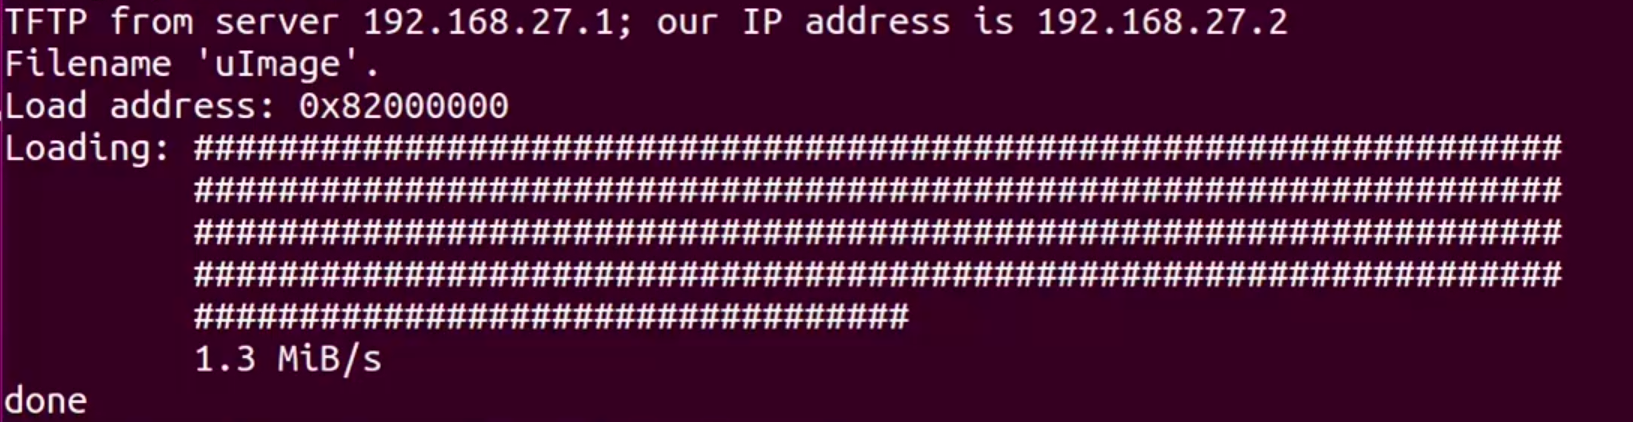 TFTP from server 192.168.27.1; our IP address is 192.168.27.2
Filename 'uImage'.
Load address: 0x82000000
Loading: #################################################################
#################################################################
#################################################################
#################################################################
##################################
1.3 MiB/s
done